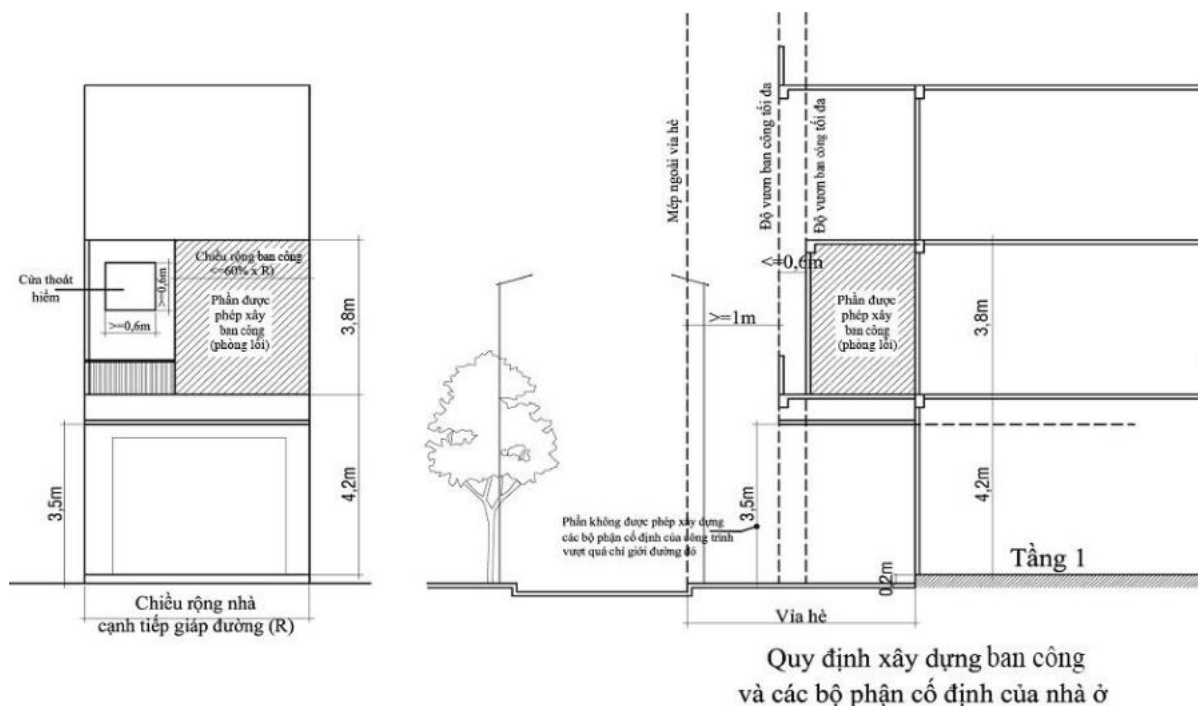 Cửa thoát
hiểm
>=0,6m
>=0,6m
Chiều rộng ban công
<=60% x R)
Phần được
phép xây
ban công
(phòng lồi)
3,8m
3,5m
4,2m
Chiều rộng nhà
cạnh tiếp giáp đường (R)
Mép ngoài vỉa hè
Độ vươn ban công tối đa
Độ vươn ban công tối đa
<=0,6m
>=1m
Phần được
phép xây
ban công
(phòng lồi)
3,8m
Phần không được phép xây dựng
các bộ phận cố định của công trình
vượt quá chỉ giới đường đỏ
3,5m
4,2m
0,2m
Tầng 1
Vỉa hè
Quy định xây dựng ban công
và các bộ phận cố định của nhà ở